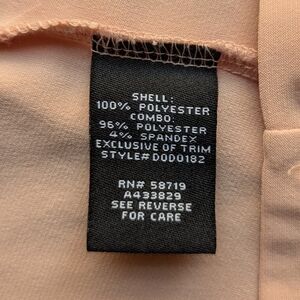 SHELL:
100% POLYESTER
COMBO:
96% POLYESTER
4% SPANDEX
EXCLUSIVE OF TRIM
STYLE#D0D0182
RN# 58719
A433829
SEE REVERSE
FOR CARE